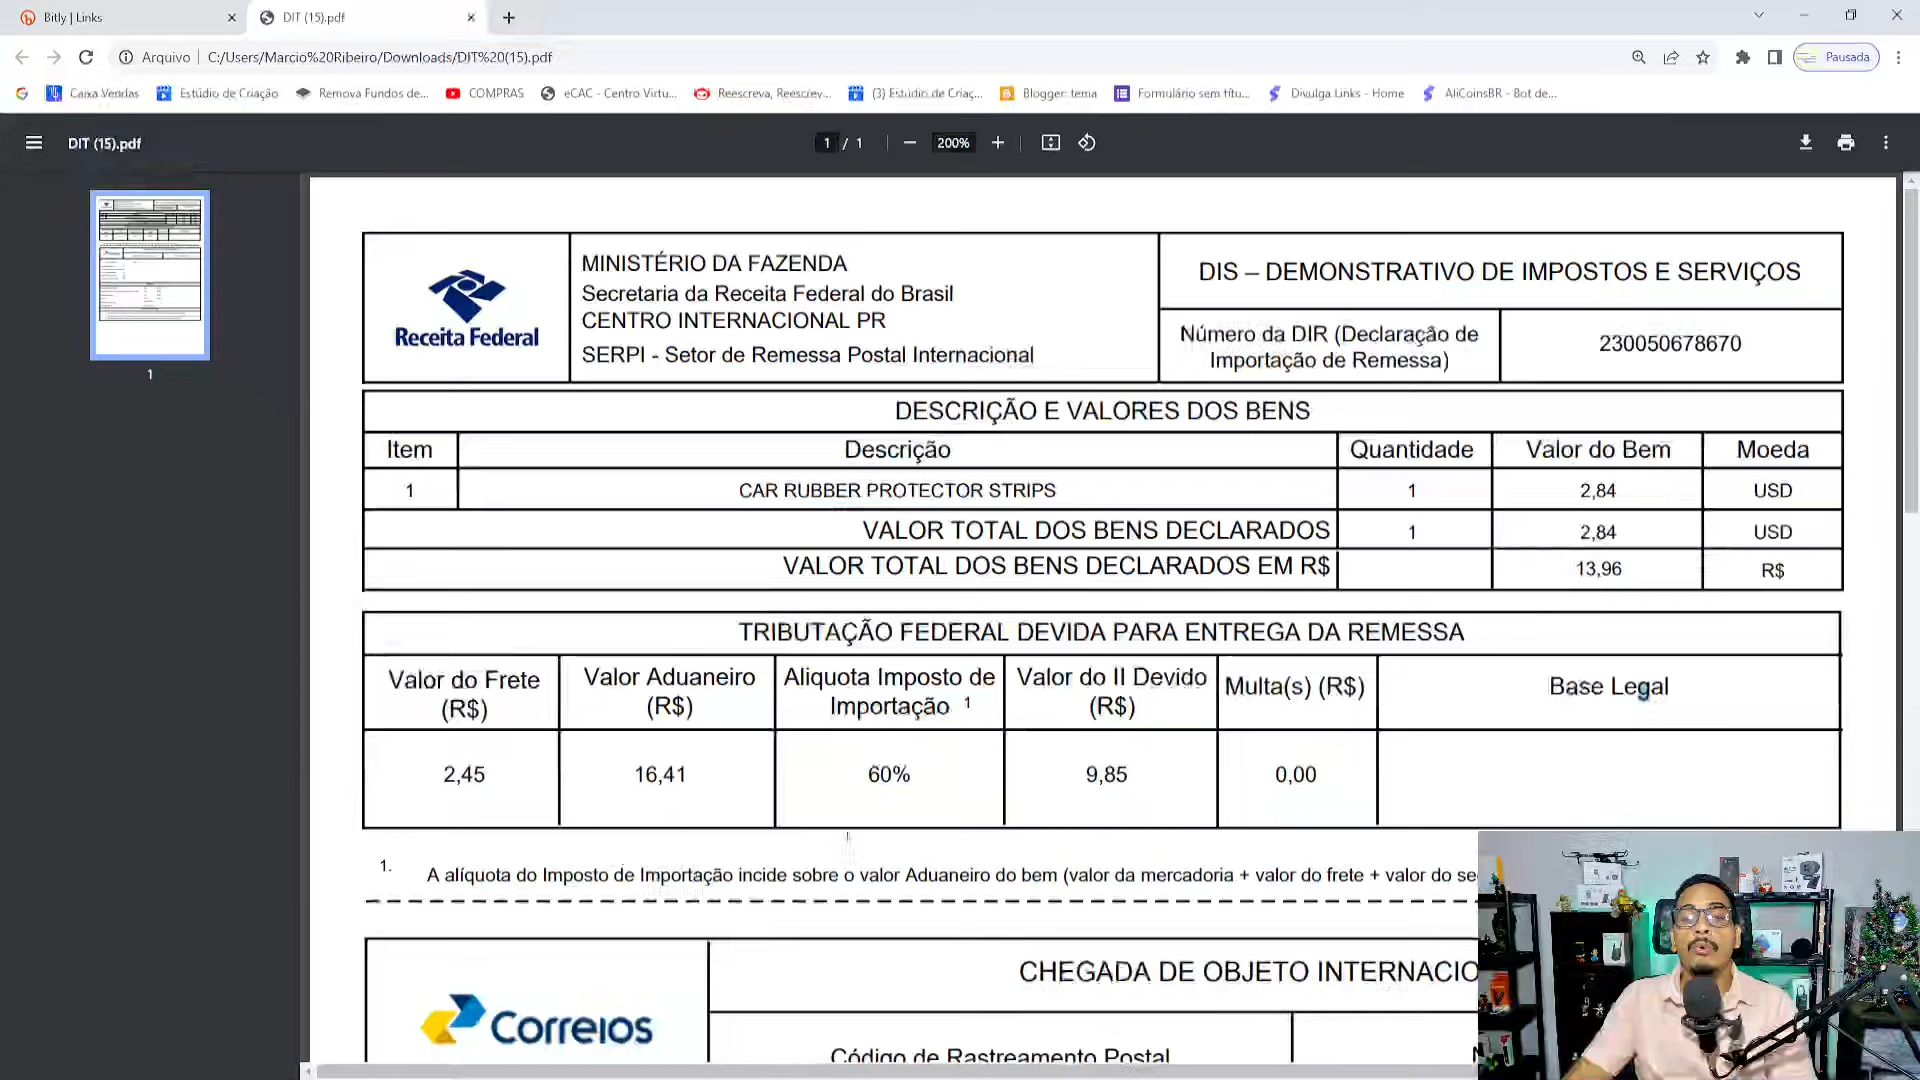 Bitly | Links
DIT (15).pdf
Arquivo
C:/Users/Marcio%20Ribeiro/Downloads/DIT%20(15).pdf
Pausada
Caixa Vendas
Estúdio de Criação
Remova Fundos de...
COMPRAS
eCAC - Centro Virtu...
Reescreva, Reescrev...
(3) Estúdio de Criaç...
Blogger: tema
Formulário sem títu...
Divulga Links - Home
AliCoinsBR - Bot de...
DIT (15).pdf
1 / 1
200%
1
Receita Federal
MINISTÉRIO DA FAZENDA
Secretaria da Receita Federal do Brasil
CENTRO INTERNACIONAL PR
SERPI - Setor de Remessa Postal Internacional
DIS – DEMONSTRATIVO DE IMPOSTOS E SERVIÇOS
Número da DIR (Declaração de
Importação de Remessa)
230050678670
DESCRIÇÃO E VALORES DOS BENS
Item Descrição Quantidade Valor do Bem Moeda
1 CAR RUBBER PROTECTOR STRIPS 1 2,84 USD
VALOR TOTAL DOS BENS DECLARADOS 1 2,84 USD
VALOR TOTAL DOS BENS DECLARADOS EM R$ 13,96 R$
TRIBUTAÇÃO FEDERAL DEVIDA PARA ENTREGA DA REMESSA
Valor do Frete
(R$)
Valor Aduaneiro
(R$)
Aliquota Imposto de
Importação 1
Valor do II Devido
(R$)
Multa(s) (R$)
Base Legal
2,45 16,41 60% 9,85 0,00
1. A alíquota do Imposto de Importação incide sobre o valor Aduaneiro do bem (valor da mercadoria + valor do frete + valor do se
Correios
CHEGADA DE OBJETO INTERNACIO
Código de Rastreamento Postal